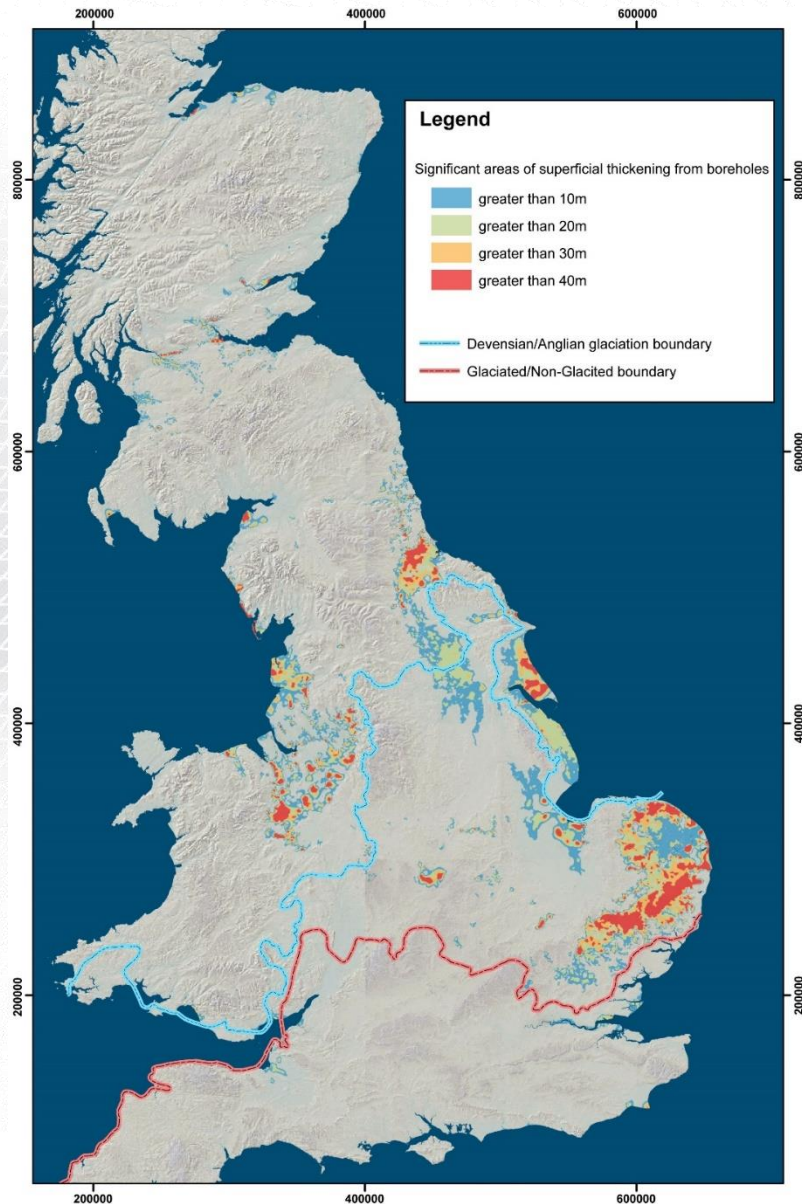 200000 400000 600000
Legend
Significant areas of superficial thickening from boreholes
greater than 10m
greater than 20m
greater than 30m
greater than 40m
Devensian/Anglian glaciation boundary
Glaciated/Non-Glacited boundary
800000 800000
600000 600000
400000 400000
200000 200000
200000 400000 600000